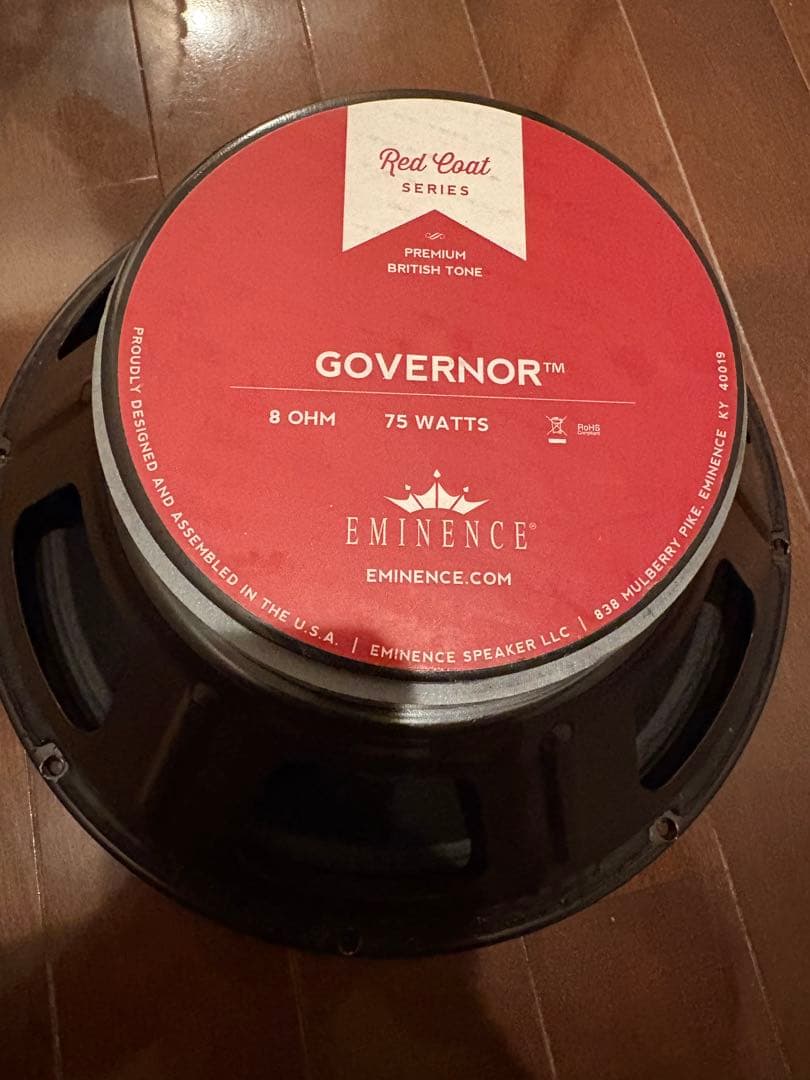 Red Coat
SERIES
PREMIUM
BRITISH TONE
GOVERNOR™
8 OHM 75 WATTS RoHS
Compliant
EMINENCE®
EMINENCE.COM
PROUDLY DESIGNED AND ASSEMBLED IN THE U.S.A. | EMINENCE SPEAKER LLC | 838 MULBERRY PIKE. EMINENCE KY 40019